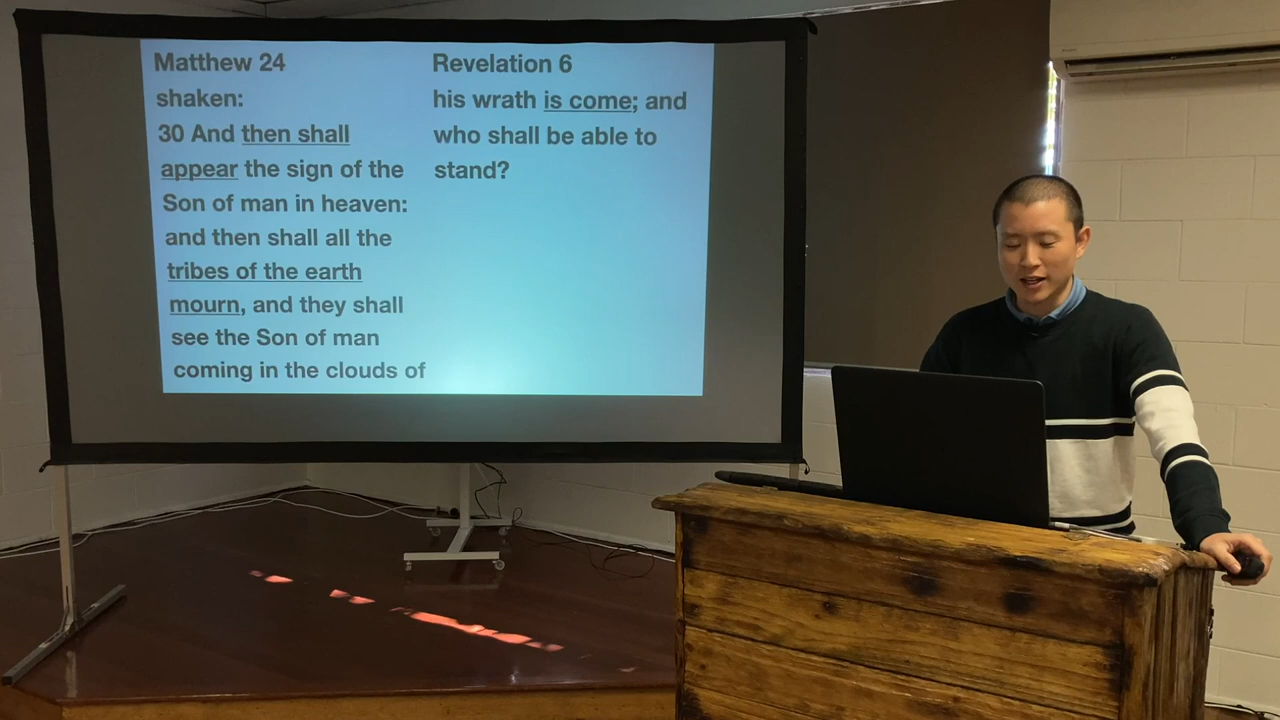 Matthew 24
shaken:
30 And then shall
appear the sign of the
Son of man in heaven:
and then shall all the
tribes of the earth
mourn, and they shall
see the Son of man
coming in the clouds of
Revelation 6
his wrath is come; and
who shall be able to
stand?